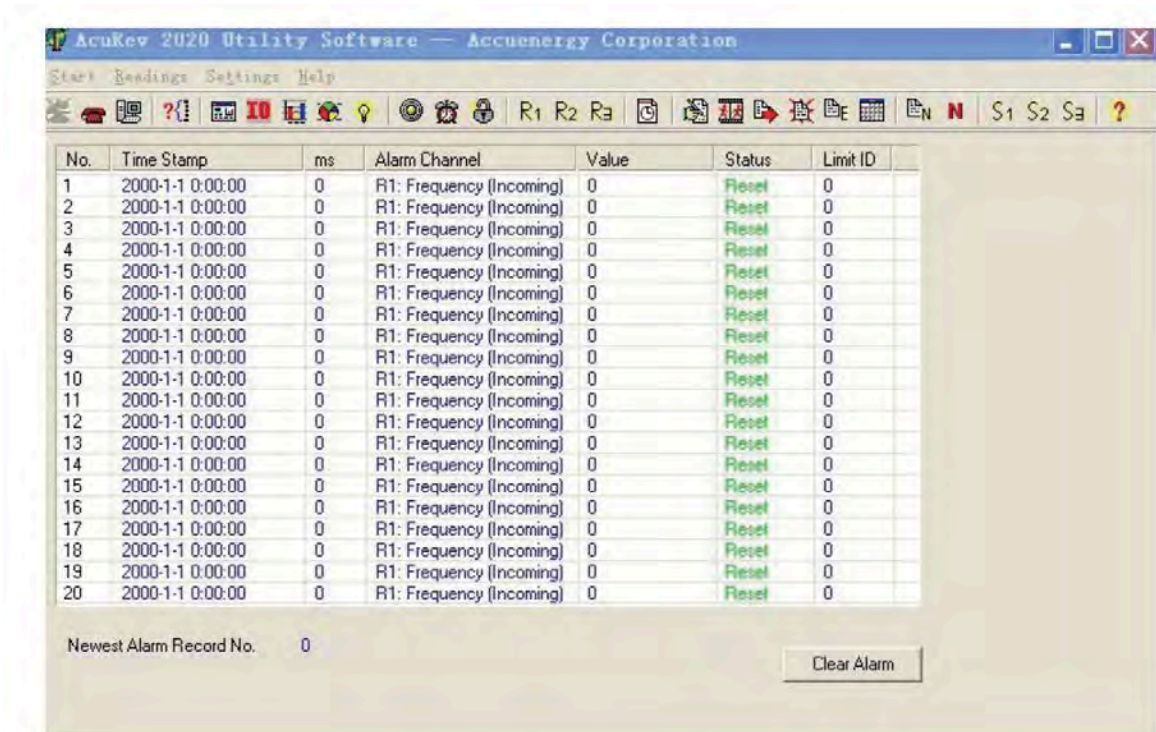 AcuKev 2020 Utility Software — Accuenergy Corporation
Start Readings Settings Help
?{} IO R1 R2 R3 E N N S1 S2 S3 ?
No. Time Stamp ms Alarm Channel Value Status Limit ID
1 2000-1-1 0:00:00 0 R1: Frequency (Incoming) 0 Reset 0
2 2000-1-1 0:00:00 0 R1: Frequency (Incoming) 0 Reset 0
3 2000-1-1 0:00:00 0 R1: Frequency (Incoming) 0 Reset 0
4 2000-1-1 0:00:00 0 R1: Frequency (Incoming) 0 Reset 0
5 2000-1-1 0:00:00 0 R1: Frequency (Incoming) 0 Reset 0
6 2000-1-1 0:00:00 0 R1: Frequency (Incoming) 0 Reset 0
7 2000-1-1 0:00:00 0 R1: Frequency (Incoming) 0 Reset 0
8 2000-1-1 0:00:00 0 R1: Frequency (Incoming) 0 Reset 0
9 2000-1-1 0:00:00 0 R1: Frequency (Incoming) 0 Reset 0
10 2000-1-1 0:00:00 0 R1: Frequency (Incoming) 0 Reset 0
11 2000-1-1 0:00:00 0 R1: Frequency (Incoming) 0 Reset 0
12 2000-1-1 0:00:00 0 R1: Frequency (Incoming) 0 Reset 0
13 2000-1-1 0:00:00 0 R1: Frequency (Incoming) 0 Reset 0
14 2000-1-1 0:00:00 0 R1: Frequency (Incoming) 0 Reset 0
15 2000-1-1 0:00:00 0 R1: Frequency (Incoming) 0 Reset 0
16 2000-1-1 0:00:00 0 R1: Frequency (Incoming) 0 Reset 0
17 2000-1-1 0:00:00 0 R1: Frequency (Incoming) 0 Reset 0
18 2000-1-1 0:00:00 0 R1: Frequency (Incoming) 0 Reset 0
19 2000-1-1 0:00:00 0 R1: Frequency (Incoming) 0 Reset 0
20 2000-1-1 0:00:00 0 R1: Frequency (Incoming) 0 Reset 0
Newest Alarm Record No. 0
Clear Alarm